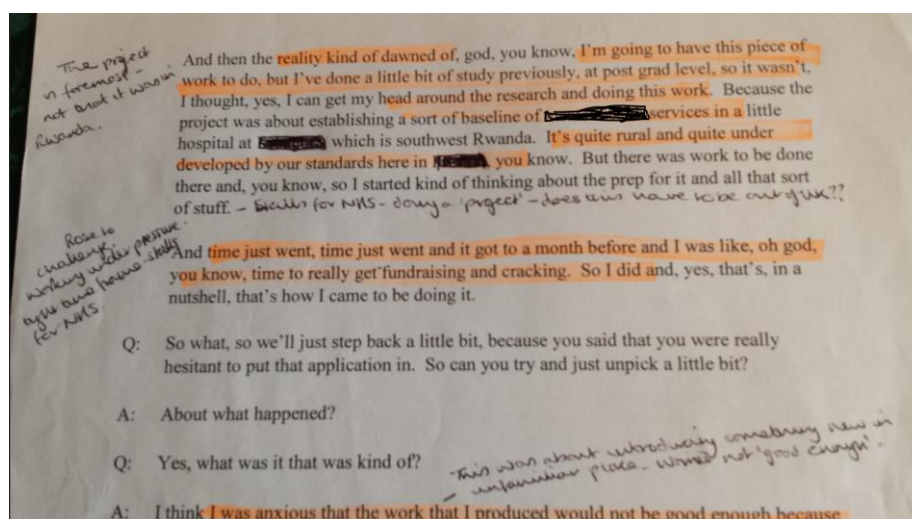 The project
in foremost -
not that it was in
Rwanda.
And then the reality kind of dawned of, god, you know, I'm going to have this piece of
work to do, but I've done a little bit of study previously, at post grad level, so it wasn't,
I thought, yes, I can get my head around the research and doing this work. Because the
project was about establishing a sort of baseline of services in a little
hospital at which is southwest Rwanda. It's quite rural and quite under
developed by our standards here in you know. But there was work to be done
there and, you know, so I started kind of thinking about the prep for it and all that sort
of stuff. - Skills for NHS - doing a 'project' - does this have to be out of UK??
Rose to
challenge,
working under pressure -
time frame - skills
for NHS.
And time just went, time just went and it got to a month before and I was like, oh god,
you know, time to really get fundraising and cracking. So I did and, yes, that's, in a
nutshell, that's how I came to be doing it.
Q: So what, so we'll just step back a little bit, because you said that you were really
hesitant to put that application in. So can you try and just unpick a little bit?
A: About what happened?
Q: Yes, what was it that was kind of?
This was about introducing something new in
- unfamiliar place. Worried not 'good enough'.
A: I think I was anxious that the work that I produced would not be good enough because